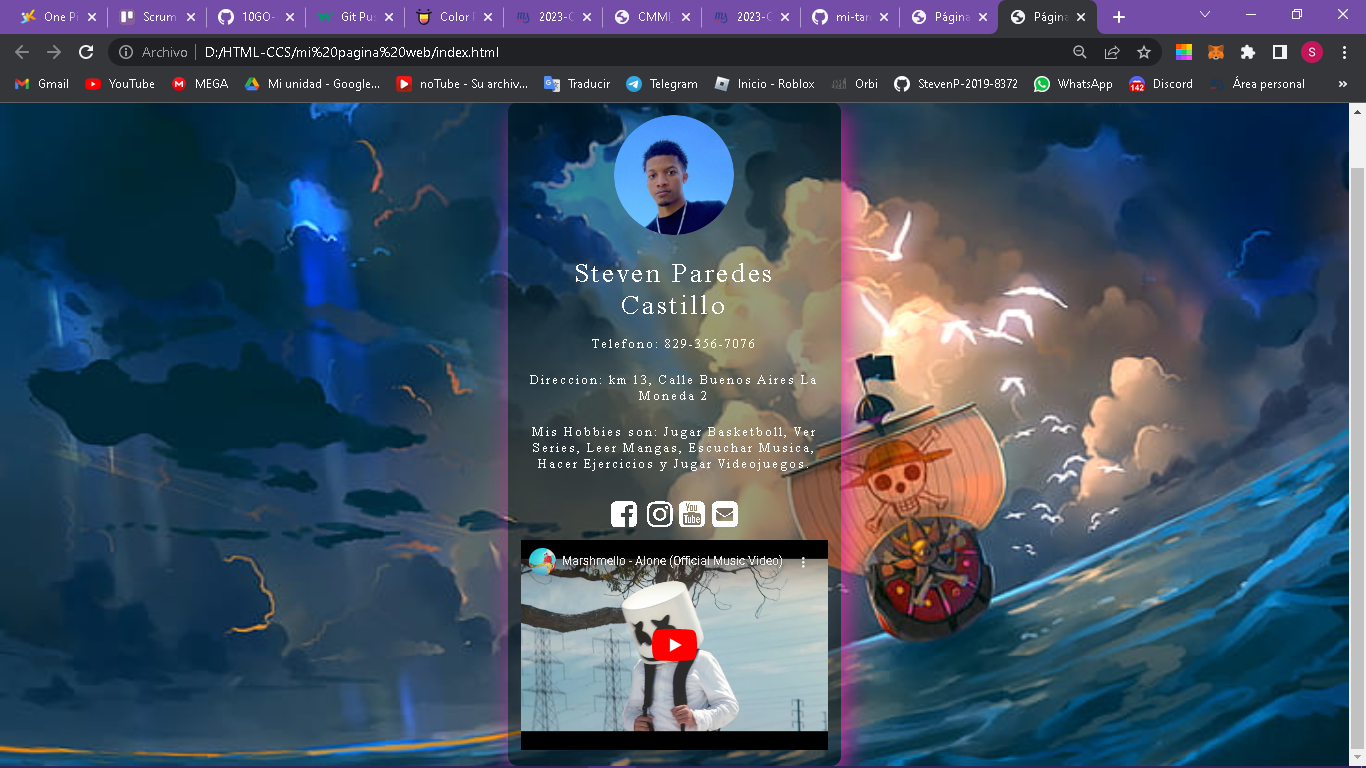 One Pi
Scrum
10GO-
Git Pu
Color
2023-C
CMMI
2023-C
mi-tar
Página
Página
Archivo
D:/HTML-CCS/mi%20pagina%20web/index.html
S
Gmail
YouTube
MEGA
Mi unidad - Google...
noTube - Su archiv...
Traducir
Telegram
Inicio - Roblox
Orbi
StevenP-2019-8372
WhatsApp
142
Discord
Área personal
»
Steven Paredes
Castillo
Telefono: 829-356-7076
Direccion: km 13, Calle Buenos Aires La
Moneda 2
Mis Hobbies son: Jugar Basketboll, Ver
Series, Leer Mangas, Escuchar Musica,
Hacer Ejercicios y Jugar Videojuegos.
You
Tube
Marshmello - Alone (Official Music Video)